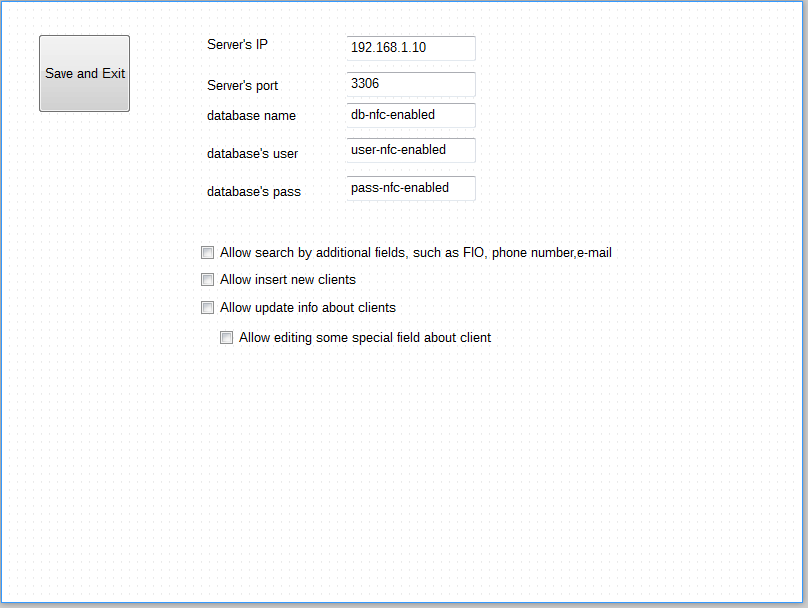 Save and Exit
Server's IP
192.168.1.10
Server's port
3306
database name
db-nfc-enabled
database's user
user-nfc-enabled
database's pass
pass-nfc-enabled
Allow search by additional fields, such as FIO, phone number,e-mail
Allow insert new clients
Allow update info about clients
Allow editing some special field about client